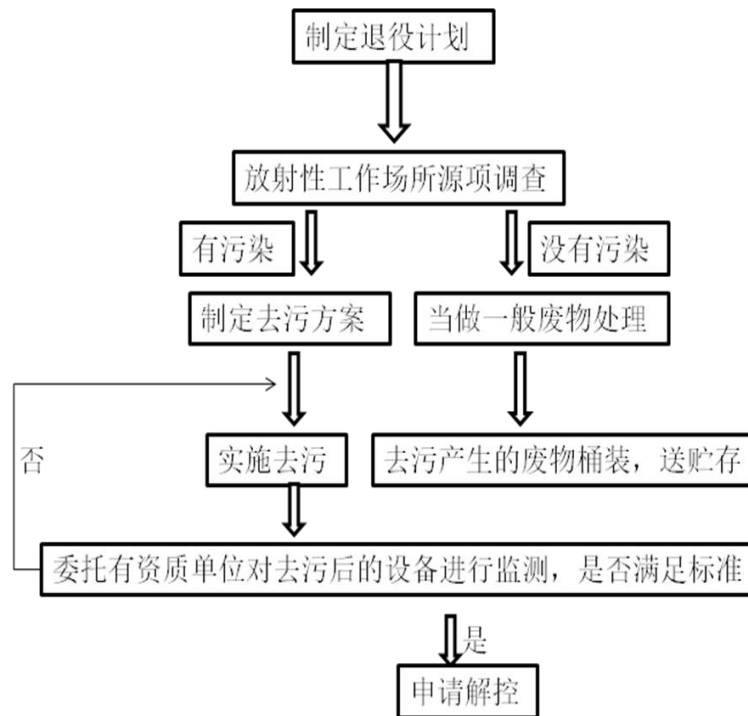 制定退役计划
放射性工作场所源项调查
有污染
没有污染
制定去污方案
当做一般废物处理
否
实施去污
去污产生的废物桶装，送贮存
委托有资质单位对去污后的设备进行监测，是否满足标准
是
申请解控